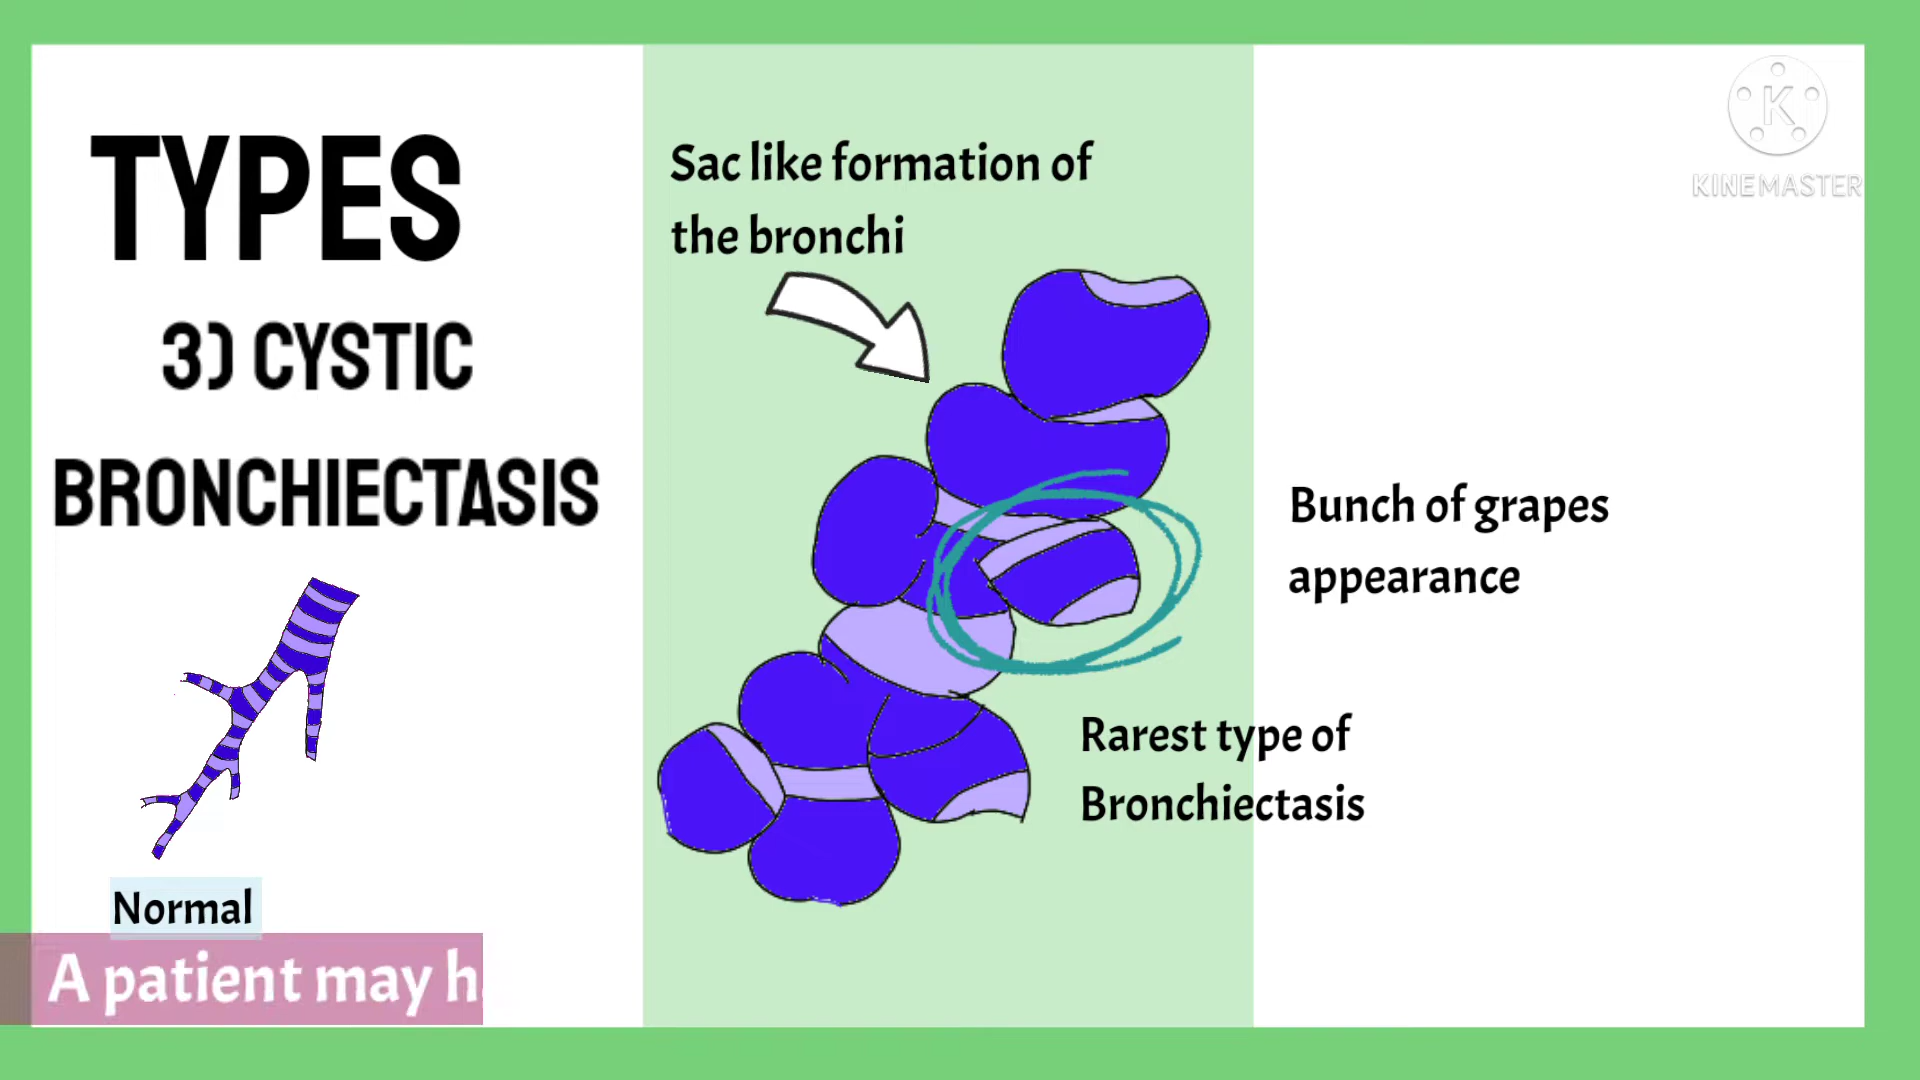 TYPES
3) CYSTIC
BRONCHIECTASIS
Normal
A patient may
Sac like formation of
the bronchi
Bunch of grapes
appearance
Rarest type of
Bronchiectasis
K
KINEMASTER